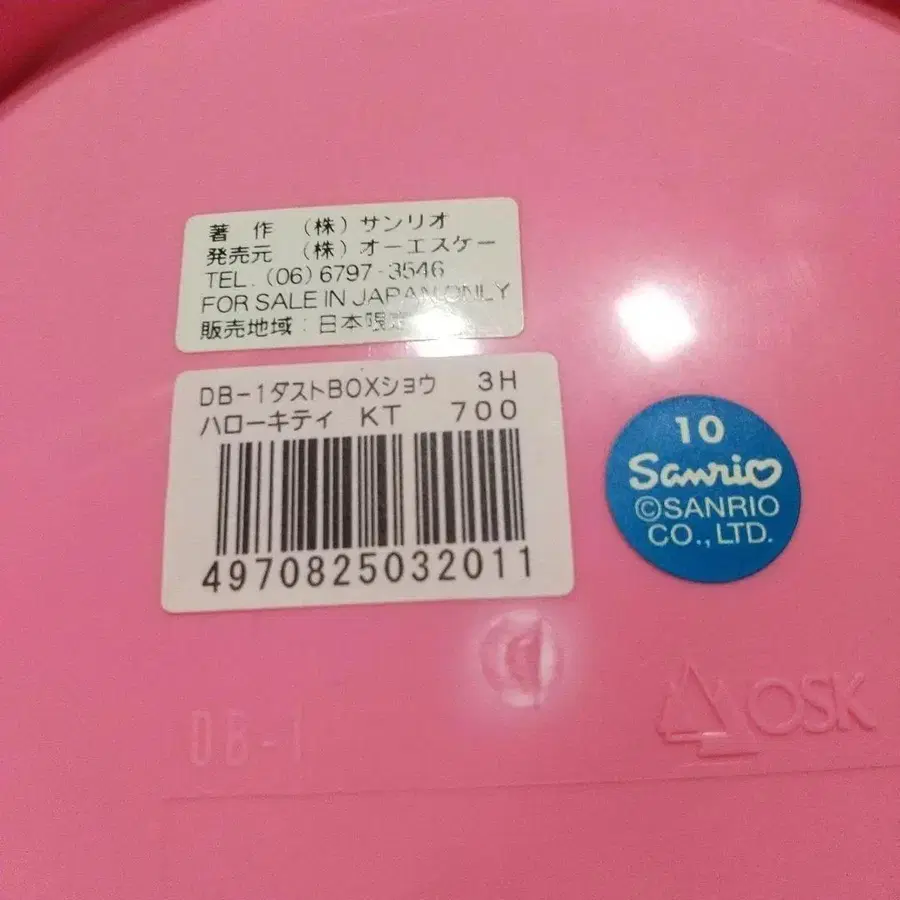 著 作 (株) サンリオ
発売元 (株) オーエスケー
TEL. (06) 6797-3546
FOR SALE IN JAPAN ONLY
販売地域:日本限
DB-1ダストBOXショウ 3H
ハローキティ KT 700
4970825032011
10
Sanrio
©SANRIO
CO.,LTD.
OSK
DB-1